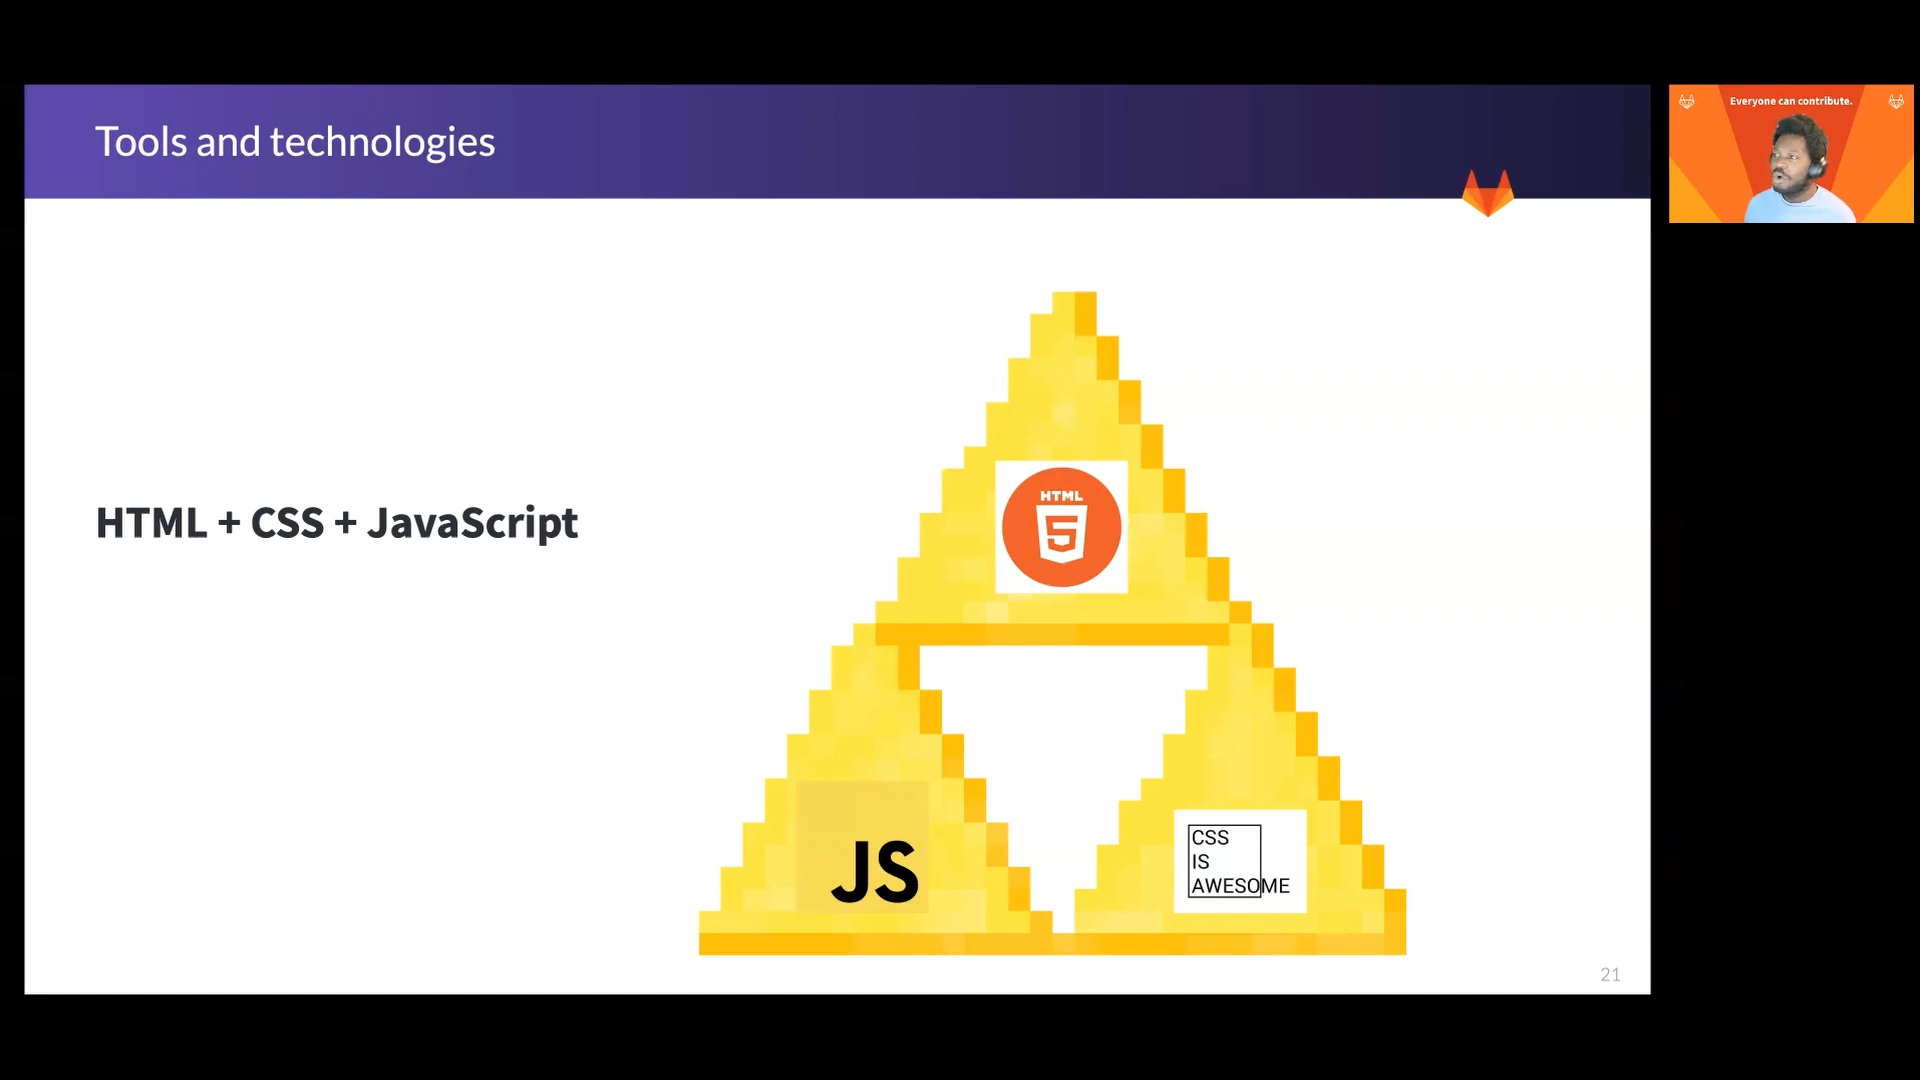 Tools and technologies
Everyone can contribute.
HTML + CSS + JavaScript
HTML
5
JS
CSS
IS
AWESOME
21